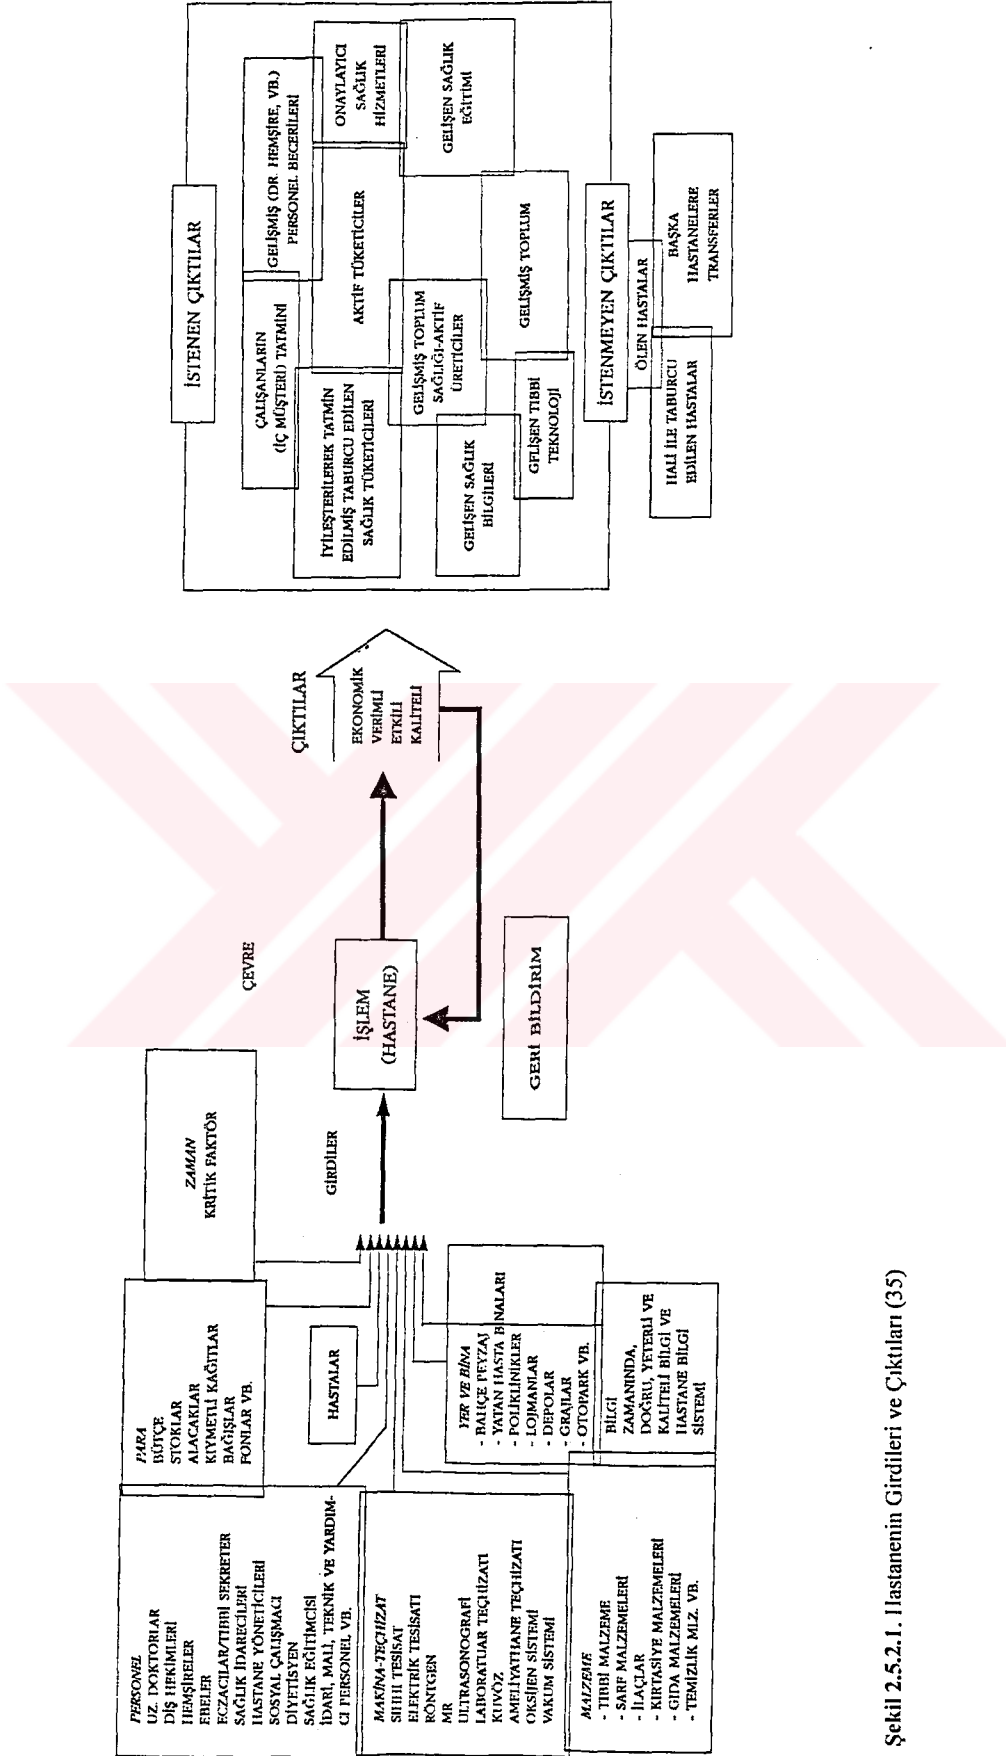 PERSONEL
UZ. DOKTORLAR
DİŞ HEKİMLERİ
HEMŞİRELER
EBELER
ECZACILAR/TIBBİ SEKRETER
SAĞLIK İDARECİLERİ
HASTANE YÖNETİCİLERİ
SOSYAL ÇALIŞMACI
DİYETİSYEN
SAĞLIK EĞİTİMCİSİ
İDARİ, MALİ, TEKNİK VE YARDIM-
CI PERSONEL VB.
PARA
BÜTÇE
STOKLAR
ALACAKLAR
KIYMETLİ KAĞITLAR
BAĞIŞLAR
FONLAR VB.
ZAMAN
KRİTİK FAKTÖR
HASTALAR
MAKİNA-TEÇHİZAT
SIHHİ TESİSAT
ELEKTRİK TESİSATI
RÖNTGEN
MR
ULTRASONOGRAFİ
LABORATUAR TEÇHİZATI
KUVÖZ
AMELİYATHANE TEÇHİZATI
OKSİJEN SİSTEMİ
VAKUM SİSTEMİ
YER VE BİNA
- BAHÇE PEYZAJ
- YATAN HASTA BİNALARI
- POLİKLİNİKLER
- LOJMANLAR
- DEPOLAR
- GRAJLAR
- OTOPARK VB.
MALZEME
- TIBBİ MALZEME
- SARF MALZEMELERİ
- İLAÇLAR
- KIRTASİYE MALZEMELERİ
- GIDA MALZEMELERİ
- TEMİZLİK MLZ. VB.
BİLGİ
ZAMANINDA,
DOĞRU, YETERLİ VE
KALİTELİ BİLGİ VE
HASTANE BİLGİ
SİSTEMİ
GİRDİLER
ÇEVRE
İŞLEM
(HASTANE)
GERİ BİLDİRİM
ÇIKTILAR
EKONOMİK
VERİMLİ
ETKİLİ
KALİTELİ
İSTENEN ÇIKTILAR
ÇALIŞANLARIN
(İÇ MÜŞTERİ) TATMİNİ
GELİŞMİŞ (DR. HEMŞİRE, VB.)
PERSONEL BECERİLERİ
İYİLEŞTERİLEREK TATMİN
EDİLMİŞ TABURCU EDİLEN
SAĞLIK TÜKETİCİLERİ
AKTİF TÜKETİCİLER
ONAYLAYICI
SAĞLIK
HİZMETLERİ
GELİŞMİŞ TOPLUM
SAĞLIĞI-AKTİF
ÜRETİCİLER
GELİŞEN SAĞLIK
EĞİTİMİ
GELİŞEN SAĞLIK
BİLGİLERİ
GELİŞEN TIBBİ
TEKNOLOJİ
GELİŞMİŞ TOPLUM
İSTENMEYEN ÇIKTILAR
ÖLEN HASTALAR
HALİ İLE TABURCU
EDİLEN HASTALAR
BAŞKA
HASTANELERE
TRANSFERLER
Şekil 2.5.2.1. Hastanenin Girdileri ve Çıktıları (35)